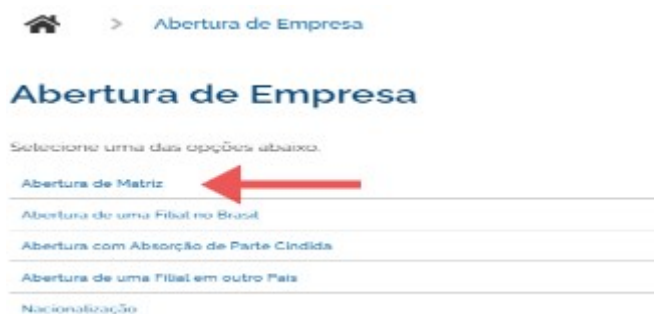 > Abertura de Empresa
Abertura de Empresa
Selecione uma das opções abaixo.
Abertura de Matriz
Abertura de uma Filial no Brasil
Abertura com Absorção de Parte Cindida
Abertura de uma Filial em outro País
Nacionalização